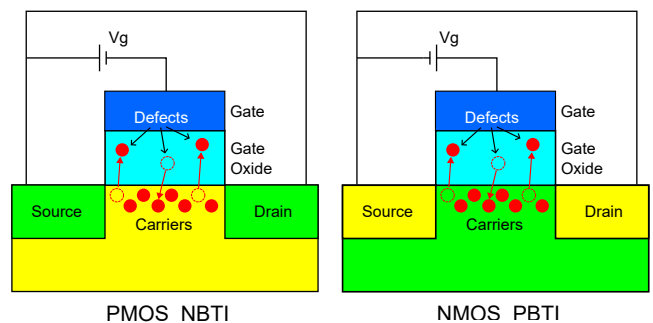 Vg
Defects
Gate
Gate
Oxide
Source
Carriers
Drain
PMOS NBTI
Vg
Defects
Gate
Gate
Oxide
Source
Carriers
Drain
NMOS PBTI